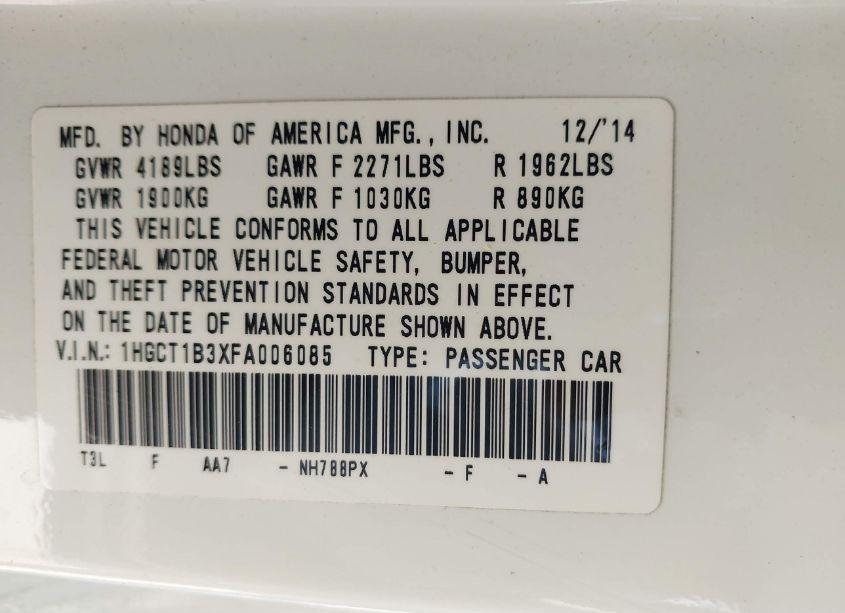 MFD. BY HONDA OF AMERICA MFG., INC. 12/'14
GVWR 4189LBS GAWR F 2271LBS R 1962LBS
GVWR 1900KG GAWR F 1030KG R 890KG
THIS VEHICLE CONFORMS TO ALL APPLICABLE
FEDERAL MOTOR VEHICLE SAFETY, BUMPER,
AND THEFT PREVENTION STANDARDS IN EFFECT
ON THE DATE OF MANUFACTURE SHOWN ABOVE.
V.I.N.: 1HGCT1B3XFA006085 TYPE: PASSENGER CAR
T3L F AA7 - NH788PX - F - A